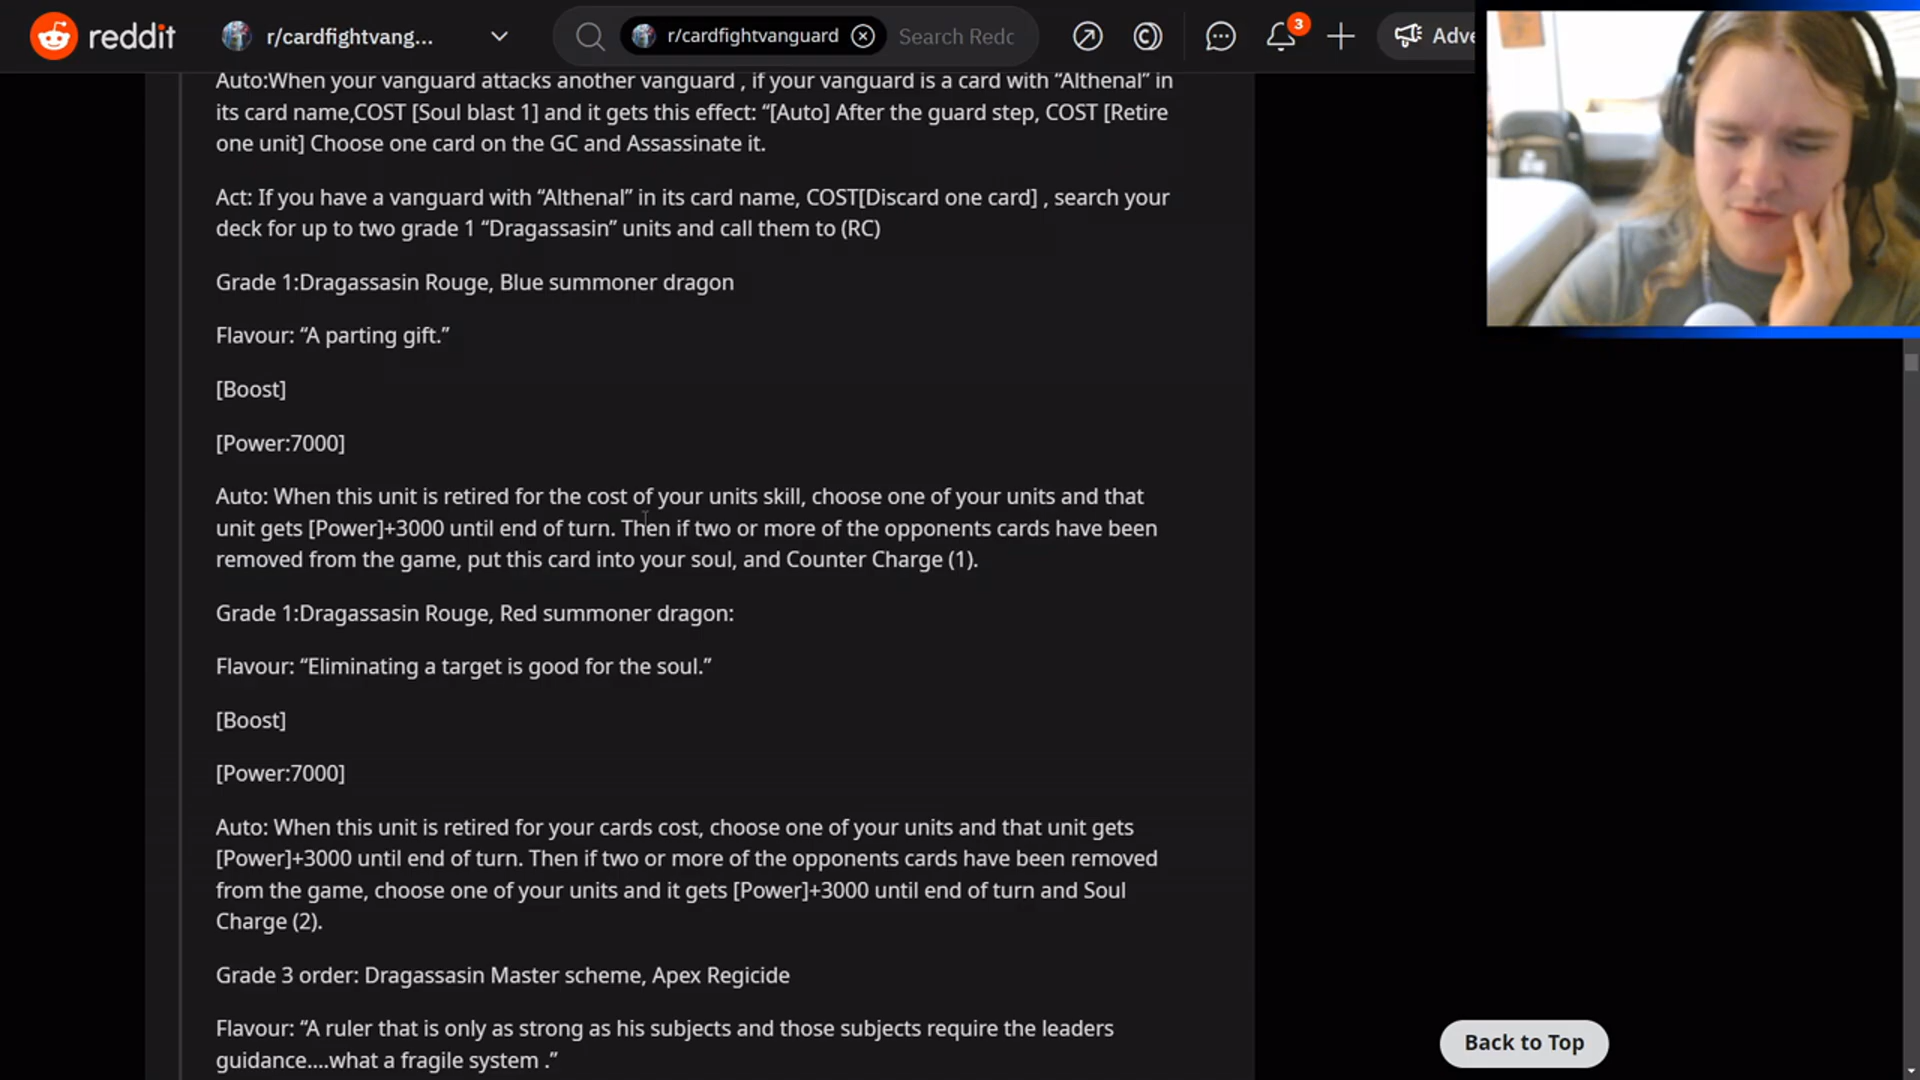 reddit
r/cardfightvang...
r/cardfightvanguard
Search Redc
3
Adve
Auto:When your vanguard attacks another vanguard , if your vanguard is a card with “Althenal” in
its card name,COST [Soul blast 1] and it gets this effect: “[Auto] After the guard step, COST [Retire
one unit] Choose one card on the GC and Assassinate it.
Act: If you have a vanguard with “Althenal” in its card name, COST[Discard one card] , search your
deck for up to two grade 1 “Dragassasin” units and call them to (RC)
Grade 1:Dragassasin Rouge, Blue summoner dragon
Flavour: “A parting gift.”
[Boost]
[Power:7000]
Auto: When this unit is retired for the cost of your units skill, choose one of your units and that
unit gets [Power]+3000 until end of turn. Then if two or more of the opponents cards have been
removed from the game, put this card into your soul, and Counter Charge (1).
Grade 1:Dragassasin Rouge, Red summoner dragon:
Flavour: “Eliminating a target is good for the soul.”
[Boost]
[Power:7000]
Auto: When this unit is retired for your cards cost, choose one of your units and that unit gets
[Power]+3000 until end of turn. Then if two or more of the opponents cards have been removed
from the game, choose one of your units and it gets [Power]+3000 until end of turn and Soul
Charge (2).
Grade 3 order: Dragassasin Master scheme, Apex Regicide
Flavour: “A ruler that is only as strong as his subjects and those subjects require the leaders
guidance....what a fragile system .”
Back to Top